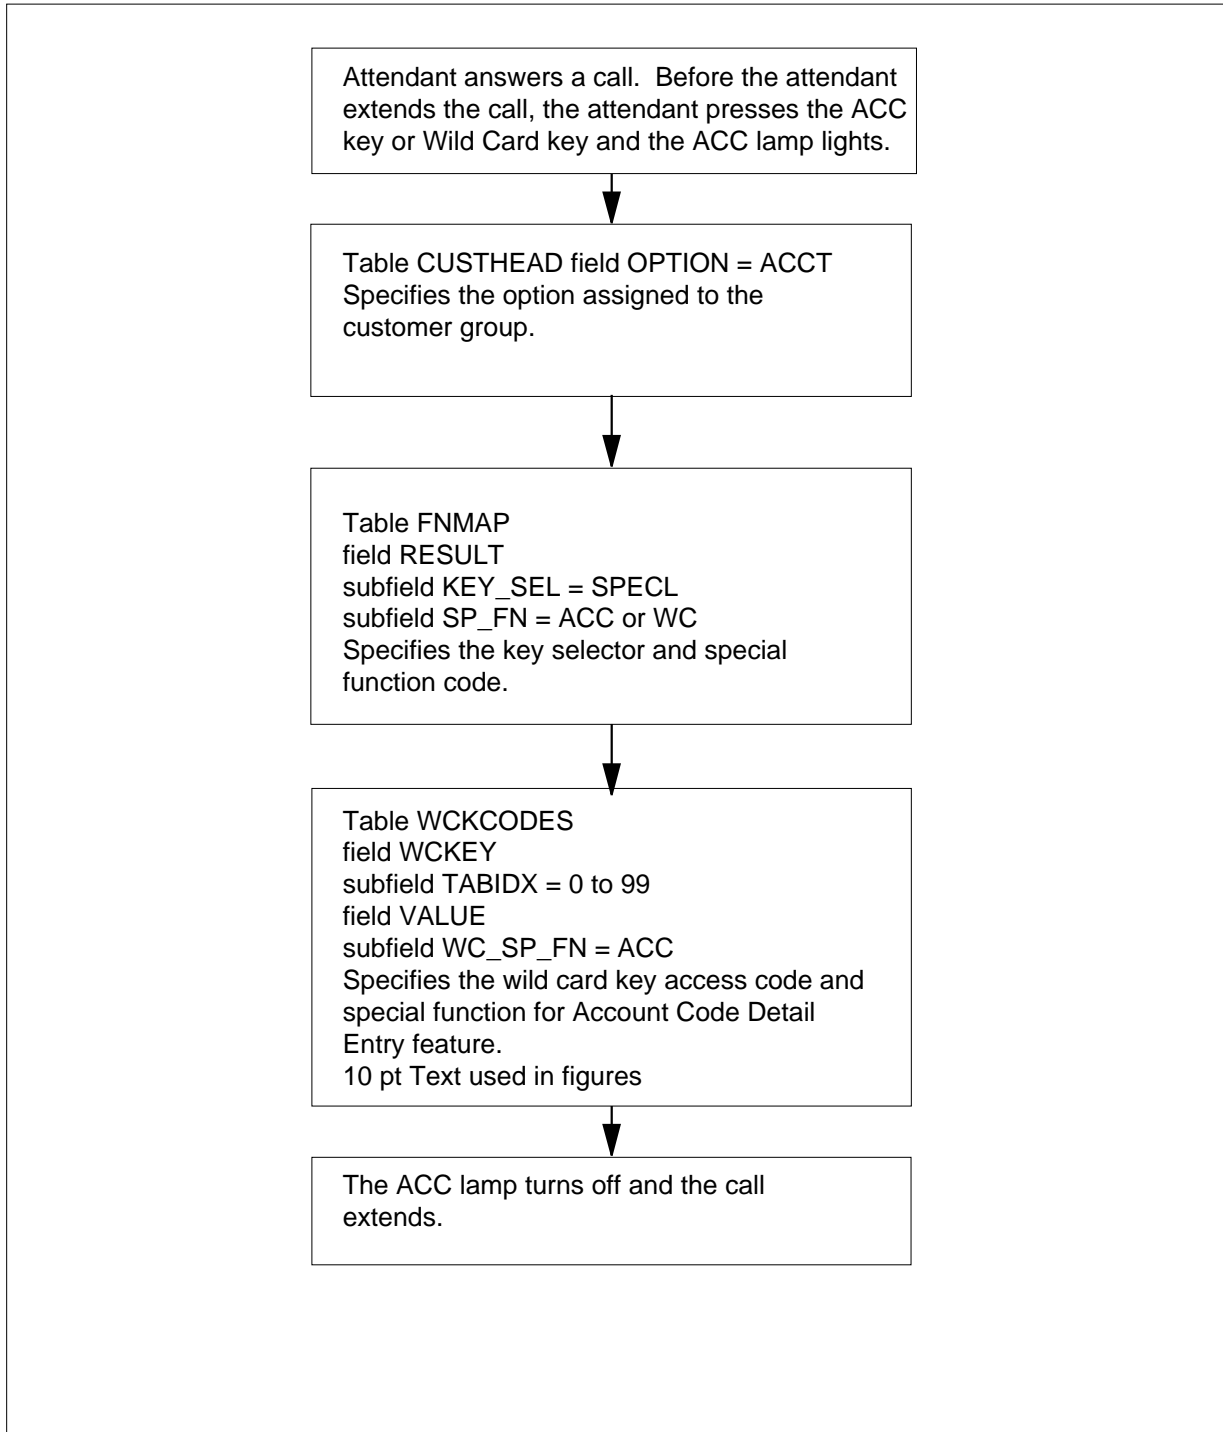 Attendant answers a call.  Before the attendant
extends the call, the attendant presses the ACC
key or Wild Card key and the ACC lamp lights.
Table CUSTHEAD field OPTION = ACCT
Specifies the option assigned to the
customer group.
Table FNMAP
field RESULT
subfield KEY_SEL = SPECL
subfield SP_FN = ACC or WC
Specifies the key selector and special
function code.
Table WCKCODES
field WCKEY
subfield TABIDX = 0 to 99
field VALUE
subfield WC_SP_FN = ACC
Specifies the wild card key access code and
special function for Account Code Detail
Entry feature.
10 pt Text used in figures
The ACC lamp turns off and the call
extends.